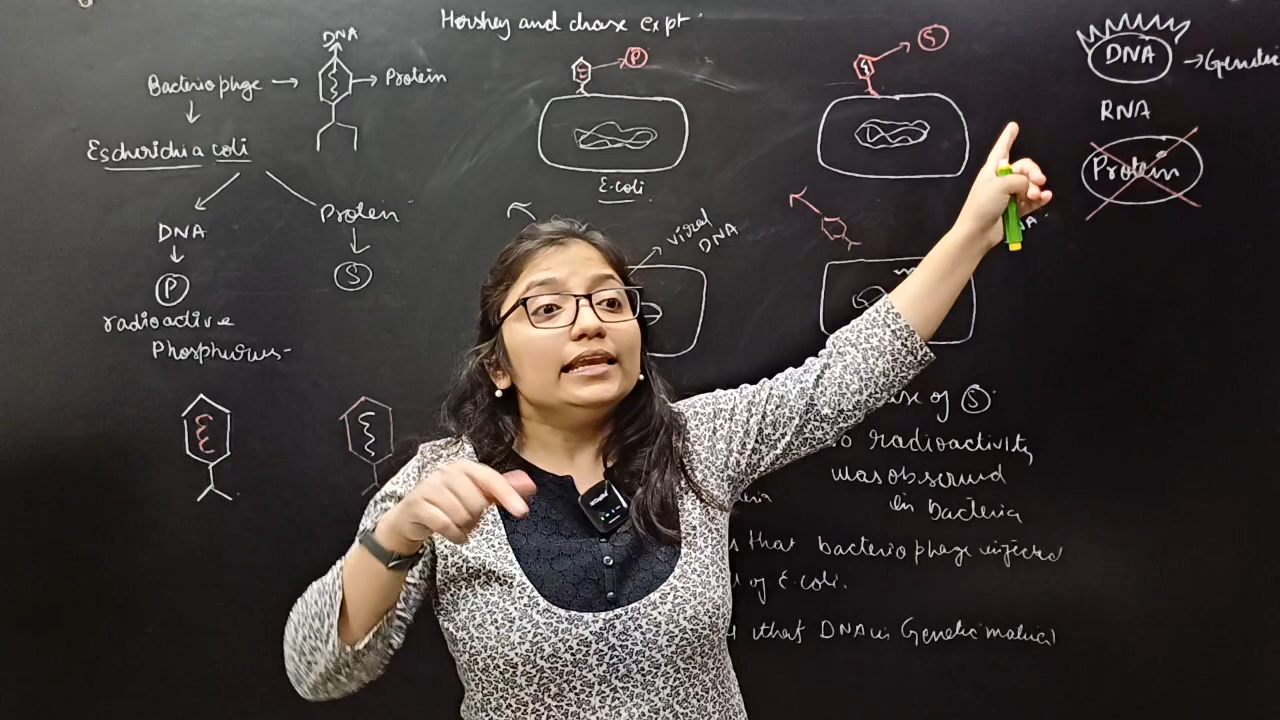 Hershey and chase expt.
DNA
Bacteriophage → → Protein
Escherichia coli
DNA
Protein
P
S
radioactive
Phosphorus
P
E.coli
S
viral
DNA
DNA → Genetic
RNA
Protein
of S.
radioactivity
was observed
in bacteria
that bacteriophage injected
of E.coli.
that DNA is Genetic material